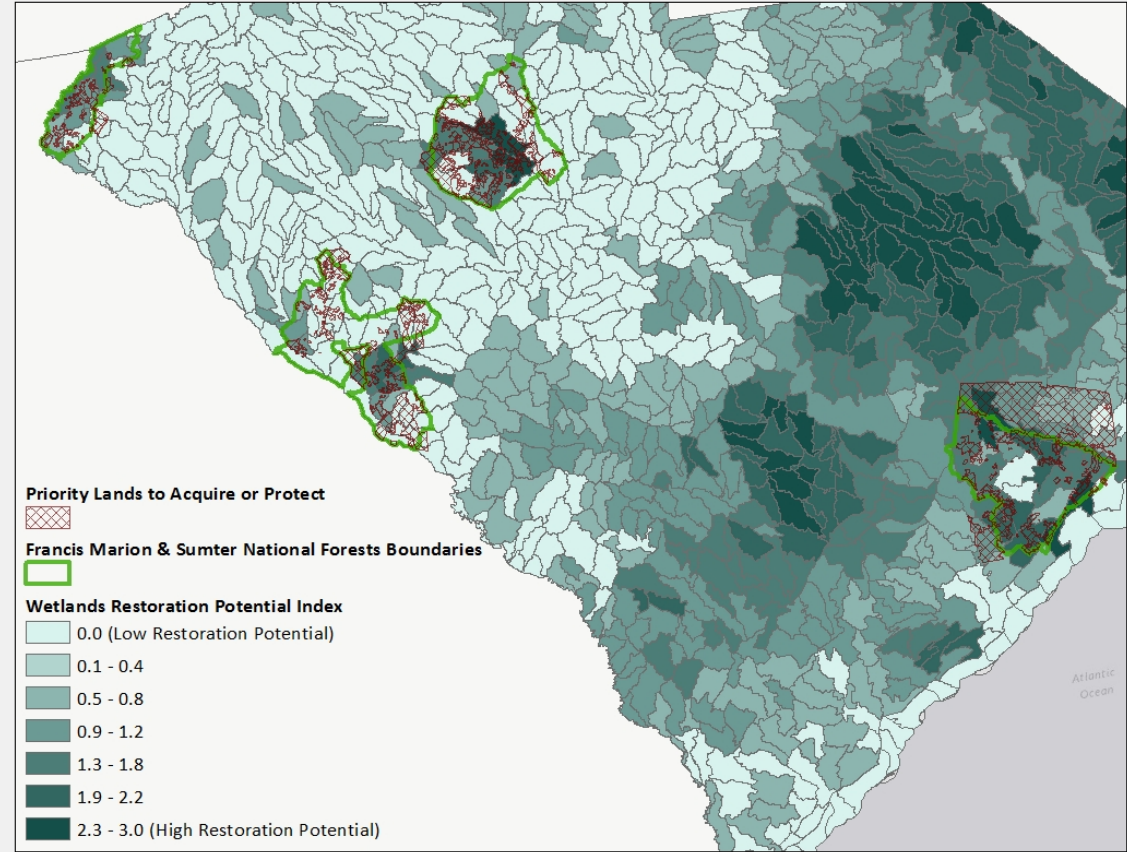 Priority Lands to Acquire or Protect
Francis Marion & Sumter National Forests Boundaries
Wetlands Restoration Potential Index
0.0 (Low Restoration Potential)
0.1 - 0.4
0.5 - 0.8
0.9 - 1.2
1.3 - 1.8
1.9 - 2.2
2.3 - 3.0 (High Restoration Potential)
Atlantic
Ocean